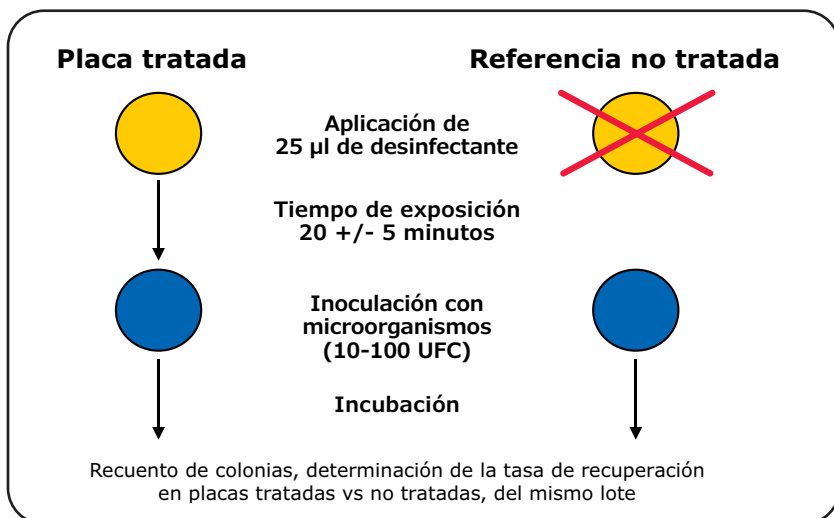 Placa tratada
Referencia no tratada
Aplicación de
25 µl de desinfectante
Tiempo de exposición
20 +/- 5 minutos
Inoculación con
microorganismos
(10-100 UFC)
Incubación
Recuento de colonias, determinación de la tasa de recuperación
en placas tratadas vs no tratadas, del mismo lote